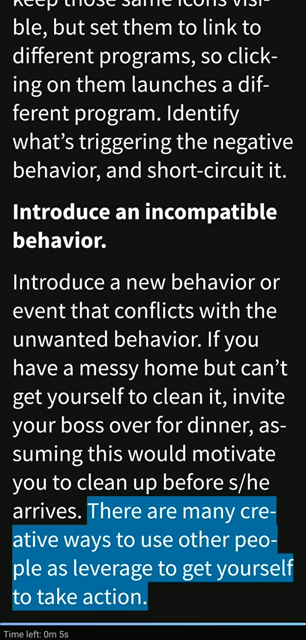 keep those same icons visi-
ble, but set them to link to
different programs, so click-
ing on them launches a dif-
ferent program. Identify
what's triggering the negative
behavior, and short-circuit it.
Introduce an incompatible
behavior.
Introduce a new behavior or
event that conflicts with the
unwanted behavior. If you
have a messy home but can't
get yourself to clean it, invite
your boss over for dinner, as-
suming this would motivate
you to clean up before s/he
arrives. There are many cre-
ative ways to use other peo-
ple as leverage to get yourself
to take action.
Time left: 0m 5s